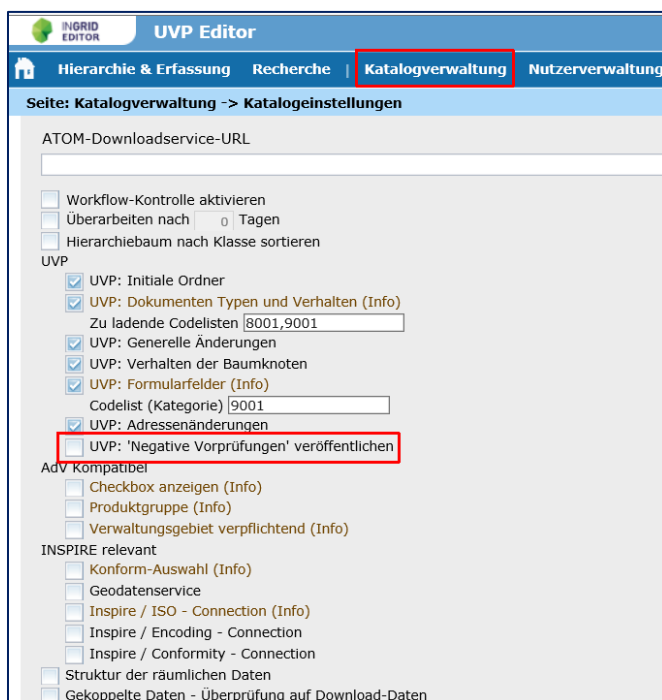 INGRID
EDITOR
UVP Editor
Hierarchie & Erfassung Recherche | Katalogverwaltung Nutzerverwaltung
Seite: Katalogverwaltung -> Katalogeinstellungen
ATOM-Downloadservice-URL
Workflow-Kontrolle aktivieren
Überarbeiten nach 0 Tagen
Hierarchiebaum nach Klasse sortieren
UVP
UVP: Initiale Ordner
UVP: Dokumenten Typen und Verhalten (Info)
Zu ladende Codelisten 8001,9001
UVP: Generelle Änderungen
UVP: Verhalten der Baumknoten
UVP: Formularfelder (Info)
Codelist (Kategorie) 9001
UVP: Adressenänderungen
UVP: 'Negative Vorprüfungen' veröffentlichen
AdV Kompatibel
Checkbox anzeigen (Info)
Produktgruppe (Info)
Verwaltungsgebiet verpflichtend (Info)
INSPIRE relevant
Konform-Auswahl (Info)
Geodatenservice
Inspire / ISO - Connection (Info)
Inspire / Encoding - Connection
Inspire / Conformity - Connection
Struktur der räumlichen Daten
Gekoppelte Daten - Überprüfung auf Download-Daten